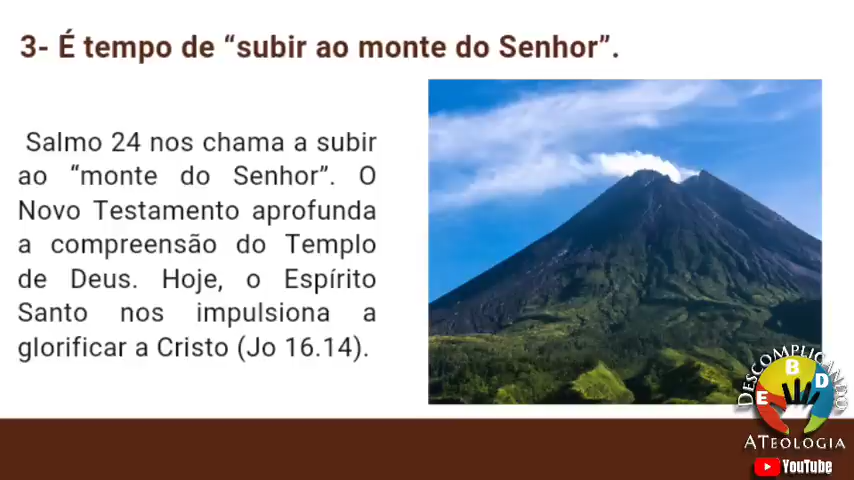 3- É tempo de “subir ao monte do Senhor”.
Salmo 24 nos chama a subir
ao “monte do Senhor”. O
Novo Testamento aprofunda
a compreensão do Templo
de Deus. Hoje, o Espírito
Santo nos impulsiona a
glorificar a Cristo (Jo 16.14).
DESCOMPLICANDO
EBD
ATEOLOGIA
YouTube